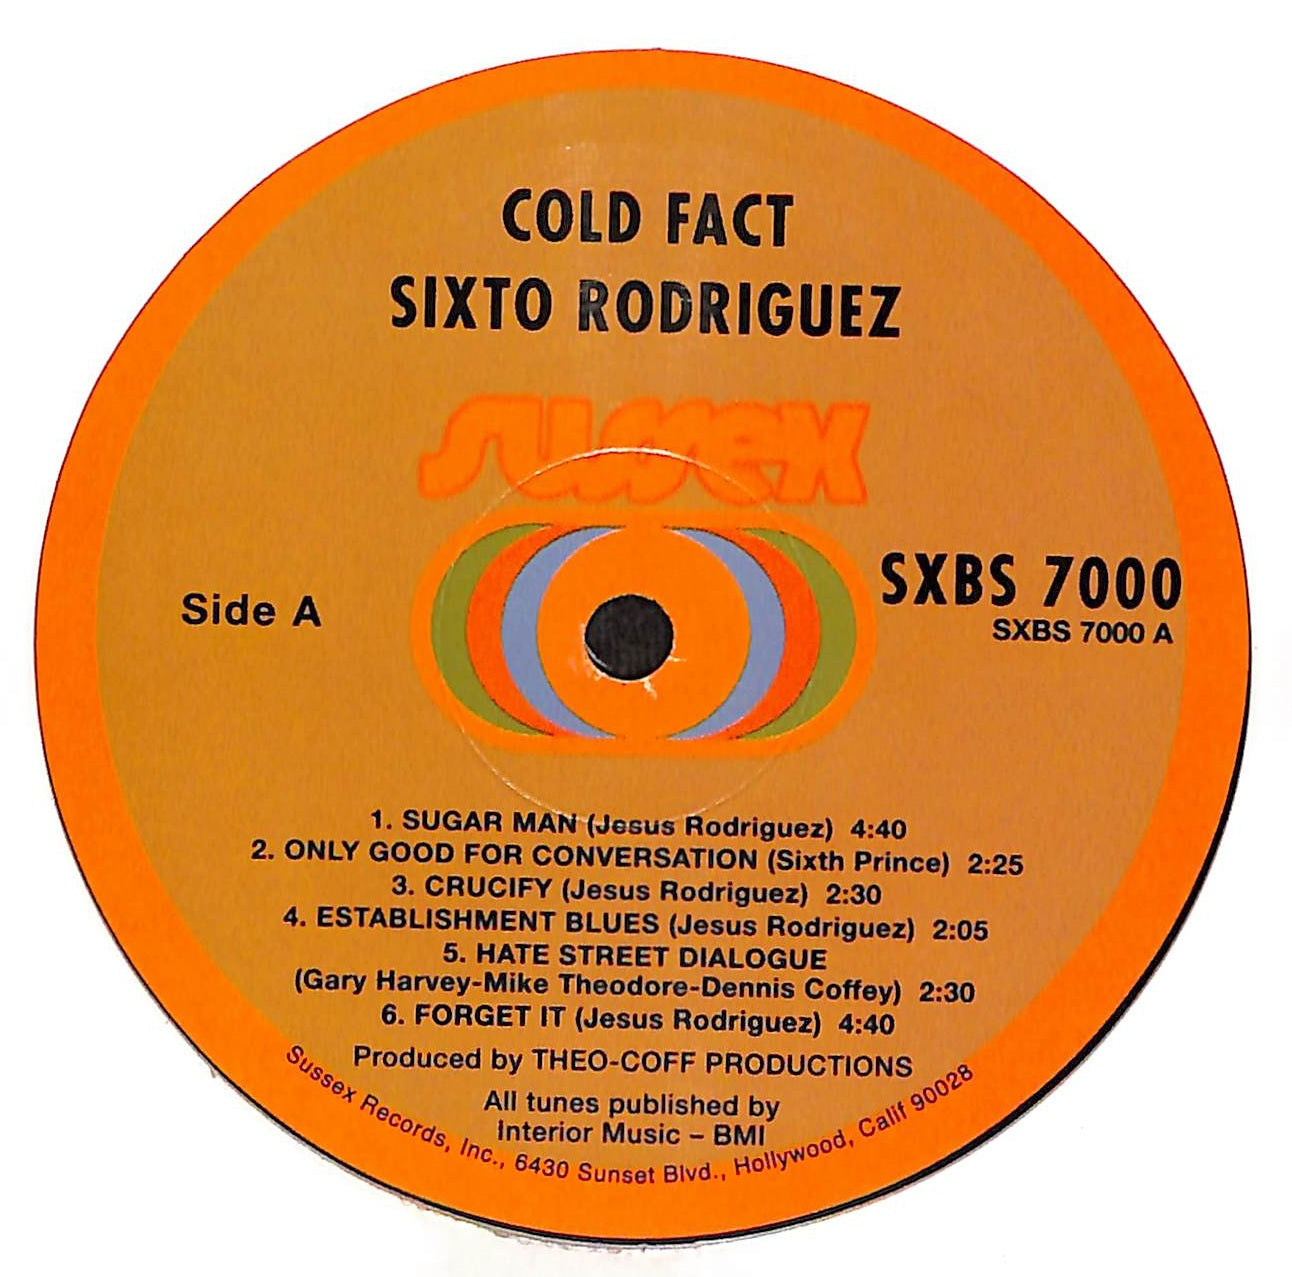 COLD FACT
SIXTO RODRIGUEZ
sussex
Side A
SXBS 7000
SXBS 7000 A
1. SUGAR MAN (Jesus Rodriguez) 4:40
2. ONLY GOOD FOR CONVERSATION (Sixth Prince) 2:25
3. CRUCIFY (Jesus Rodriguez) 2:30
4. ESTABLISHMENT BLUES (Jesus Rodriguez) 2:05
5. HATE STREET DIALOGUE
(Gary Harvey-Mike Theodore-Dennis Coffey) 2:30
6. FORGET IT (Jesus Rodriguez) 4:40
Produced by THEO-COFF PRODUCTIONS
All tunes published by
Interior Music – BMI
Sussex Records, Inc., 6430 Sunset Blvd., Hollywood, Calif 90028